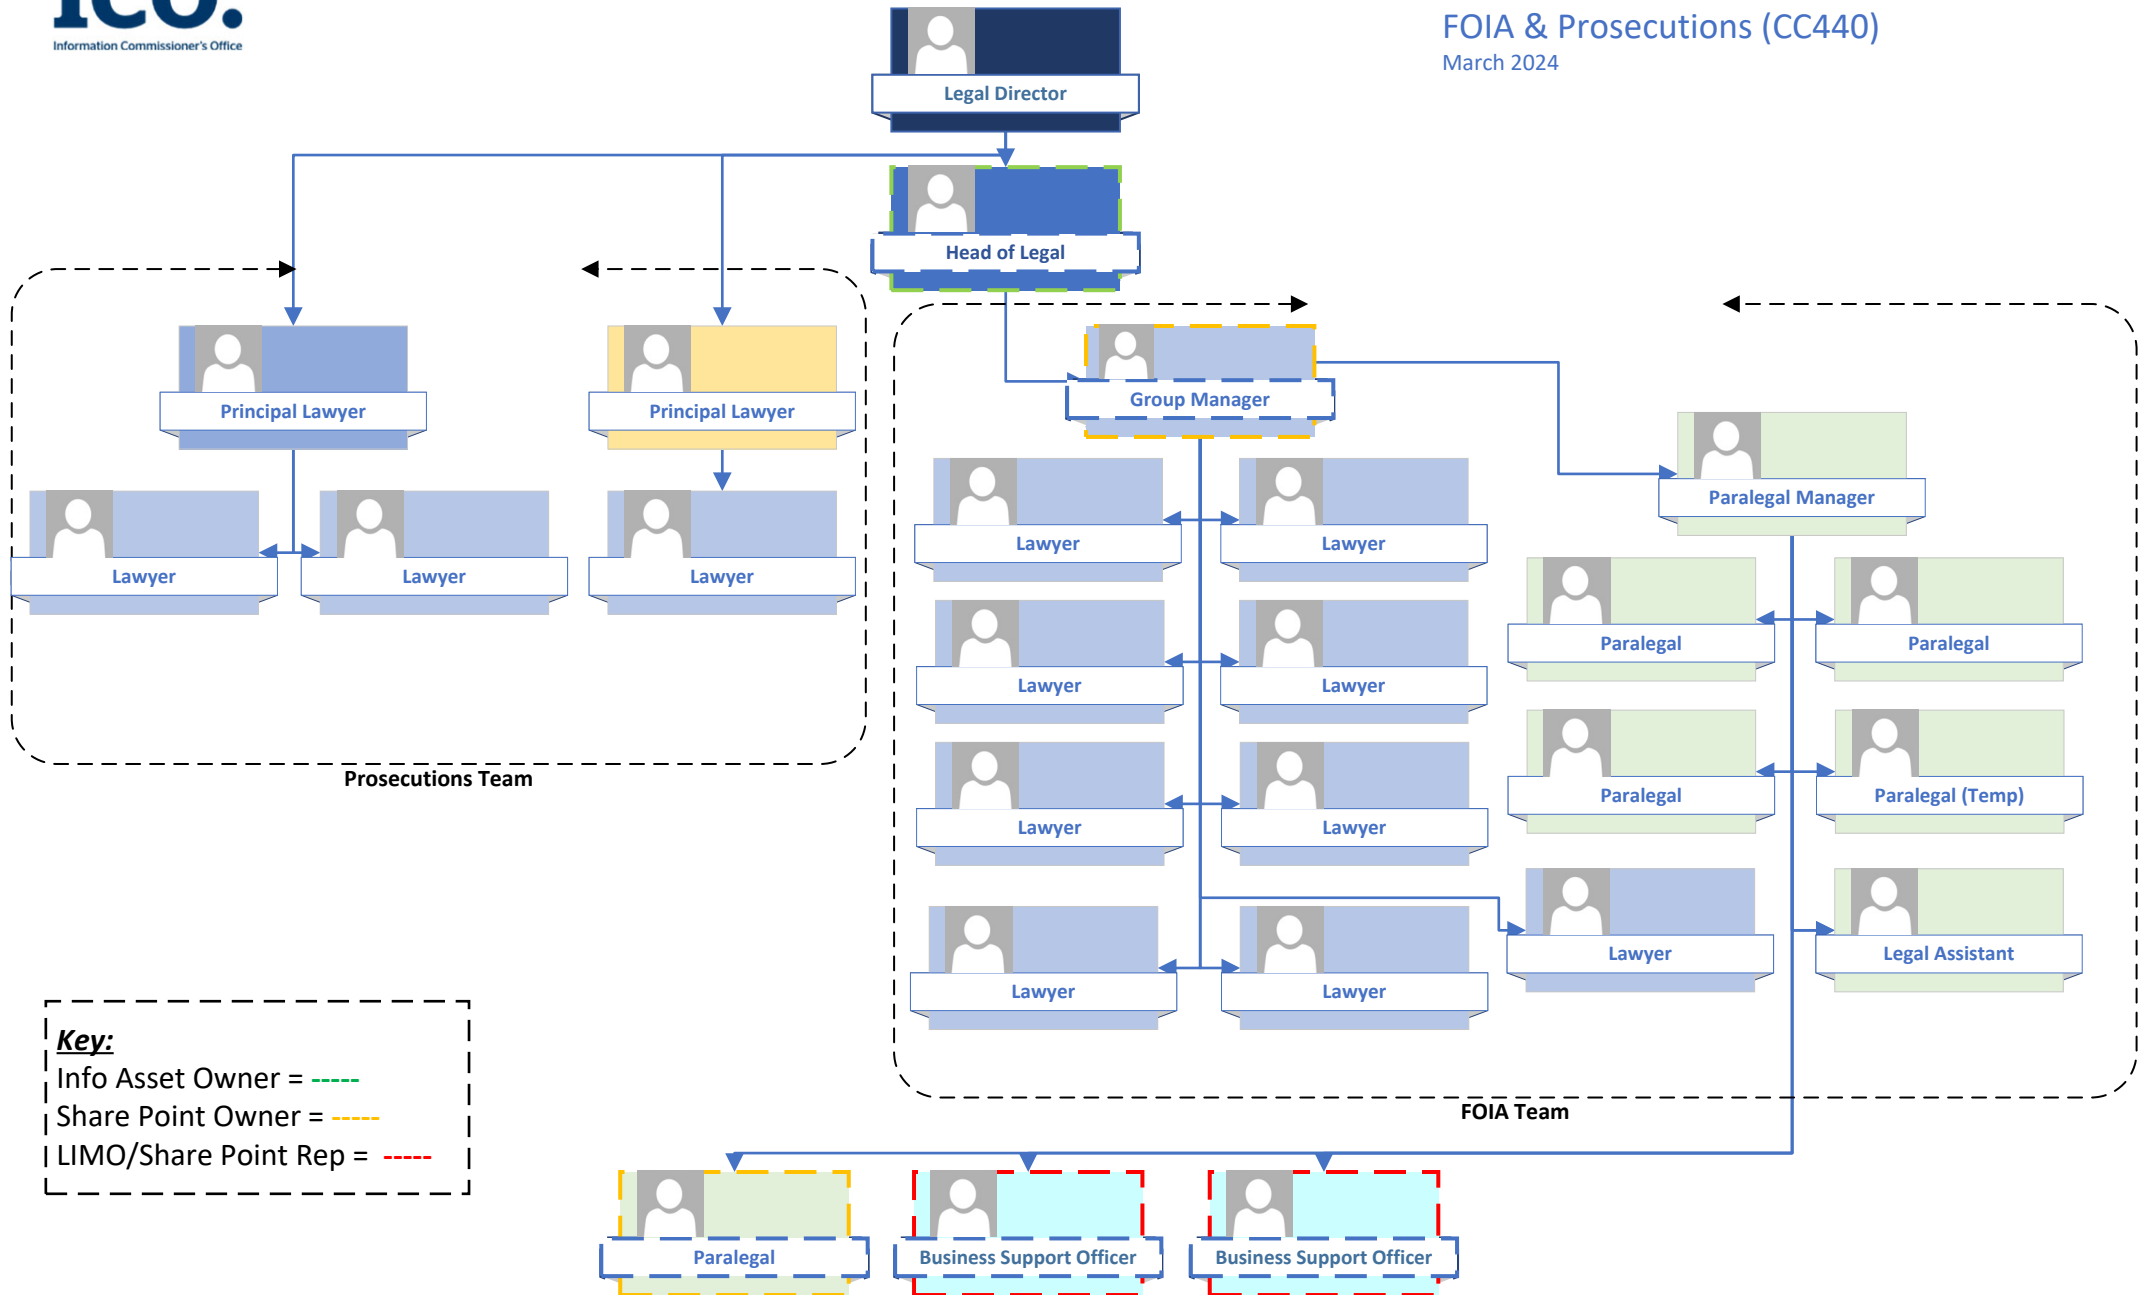 ico.
Information Commissioner's Office
FOIA & Prosecutions (CC440)
March 2024
Legal Director
Head of Legal
Principal Lawyer
Principal Lawyer
Lawyer
Lawyer
Lawyer
Prosecutions Team
Group Manager
Paralegal Manager
Lawyer
Lawyer
Lawyer
Lawyer
Lawyer
Lawyer
Lawyer
Lawyer
Paralegal
Paralegal
Paralegal
Paralegal (Temp)
Lawyer
Legal Assistant
FOIA Team
Key:
Info Asset Owner = -----
Share Point Owner = -----
LIMO/Share Point Rep = -----
Paralegal
Business Support Officer
Business Support Officer